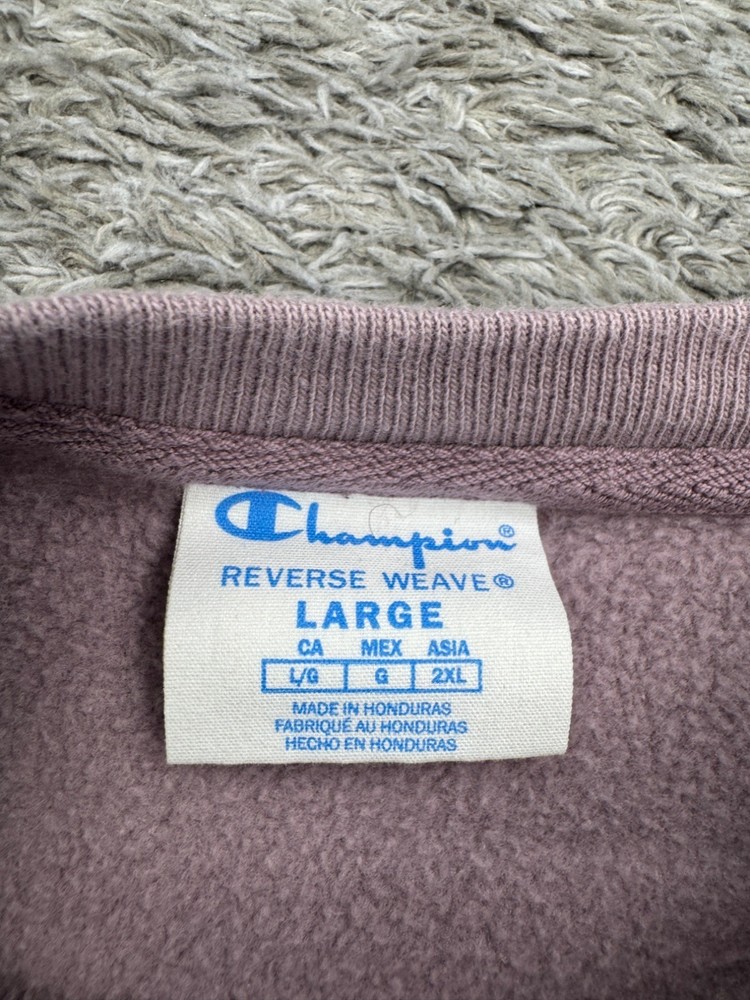 Champion®
REVERSE WEAVE®
LARGE
CA MEX ASIA
L/G G 2XL
MADE IN HONDURAS
FABRIQUÉ AU HONDURAS
HECHO EN HONDURAS